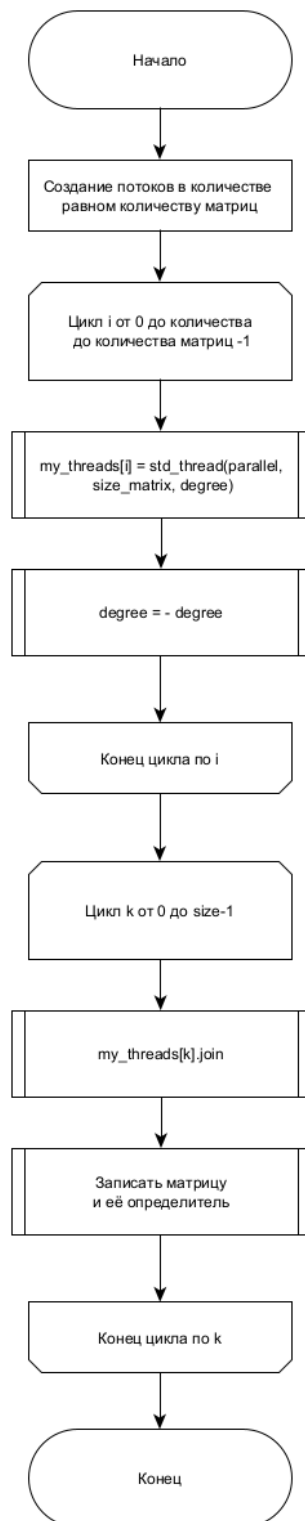 Начало
Создание потоков в количестве
равном количеству матриц
Цикл i от 0 до количества
до количества матриц -1
my_threads[i] = std_thread(parallel,
size_matrix, degree)
degree = - degree
Конец цикла по i
Цикл k от 0 до size-1
my_threads[k].join
Записать матрицу
и её определитель
Конец цикла по k
Конец